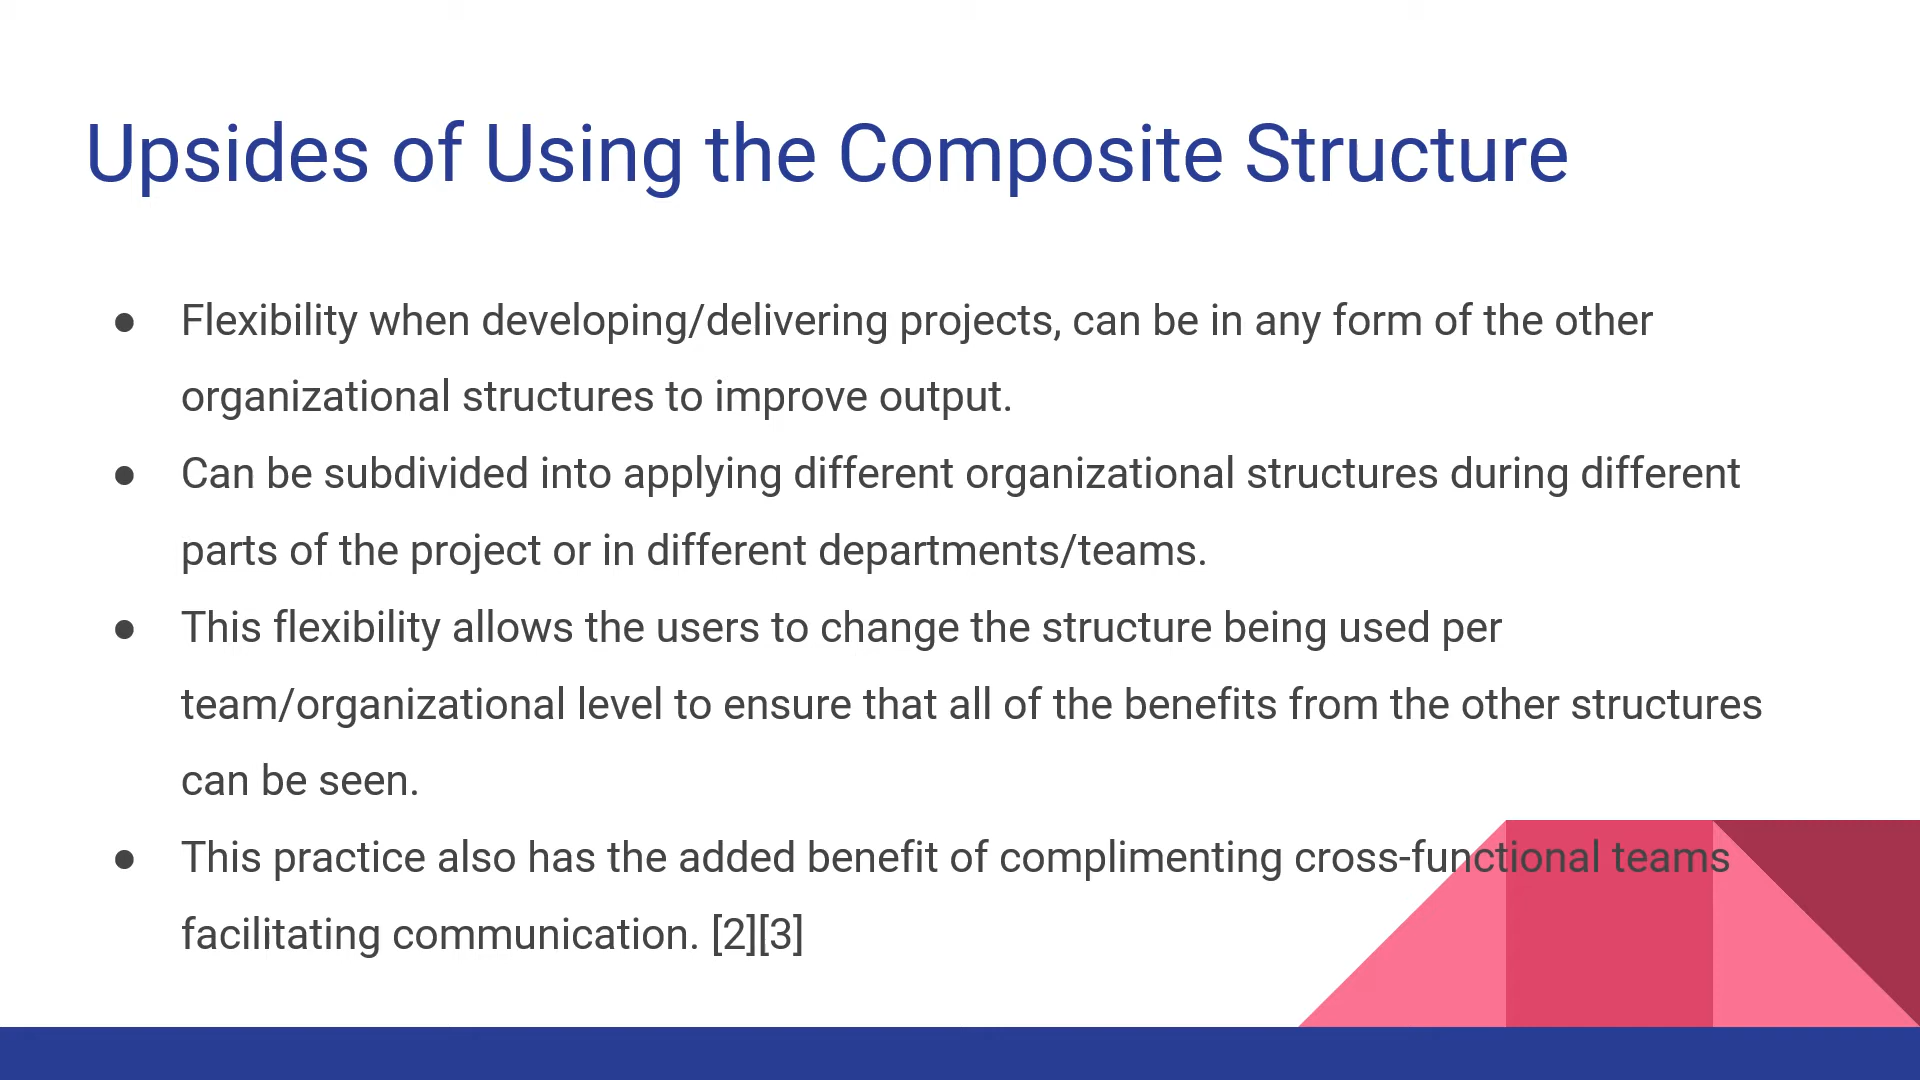 Upsides of Using the Composite Structure
● Flexibility when developing/delivering projects, can be in any form of the other
organizational structures to improve output.
● Can be subdivided into applying different organizational structures during different
parts of the project or in different departments/teams.
● This flexibility allows the users to change the structure being used per
team/organizational level to ensure that all of the benefits from the other structures
can be seen.
● This practice also has the added benefit of complimenting cross-functional teams
facilitating communication. [2][3]